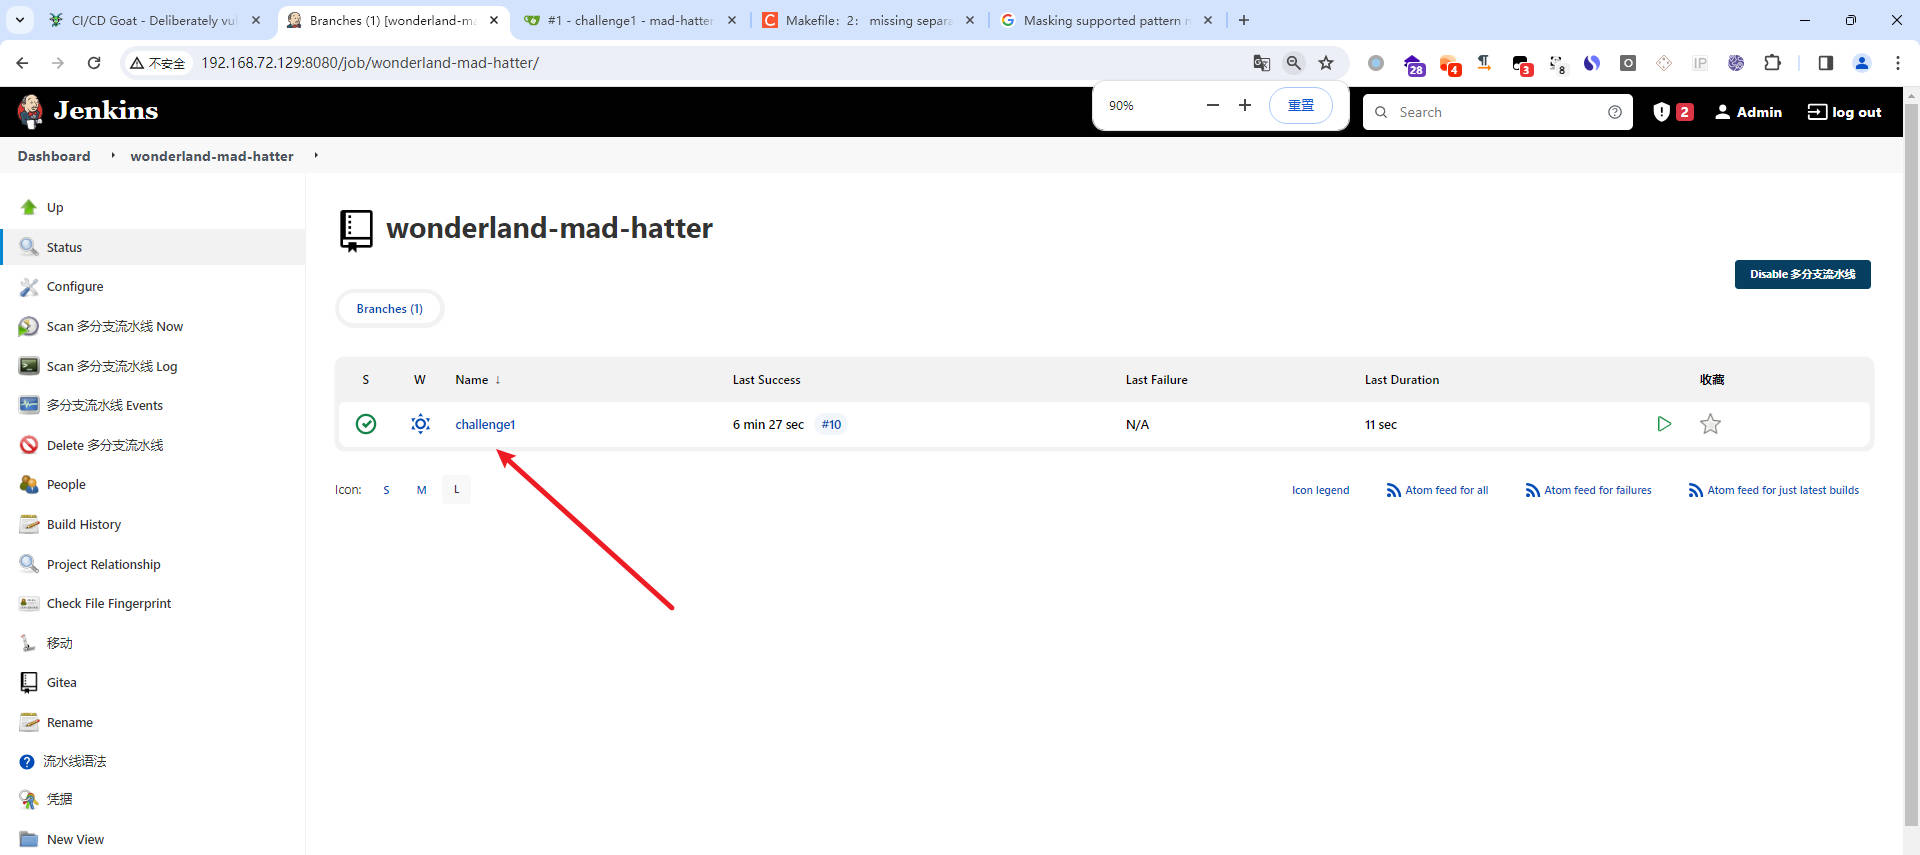 CI/CD Goat - Deliberately vul
Branches (1) [wonderland-ma
#1 - challenge1 - mad-hatter
Makefile：2： missing separa
Masking supported pattern m
不安全
192.168.72.129:8080/job/wonderland-mad-hatter/
28
4
3
8
IP
Jenkins
90%
重置
Search
2
Admin
log out
Dashboard
wonderland-mad-hatter
Up
Status
Configure
Scan 多分支流水线 Now
Scan 多分支流水线 Log
多分支流水线 Events
Delete 多分支流水线
People
Build History
Project Relationship
Check File Fingerprint
移动
Gitea
Rename
流水线语法
凭据
New View
wonderland-mad-hatter
Disable 多分支流水线
Branches (1)
S W Name ↓ Last Success Last Failure Last Duration 收藏
challenge1 6 min 27 sec #10 N/A 11 sec
Icon: S M L
Icon legend Atom feed for all Atom feed for failures Atom feed for just latest builds